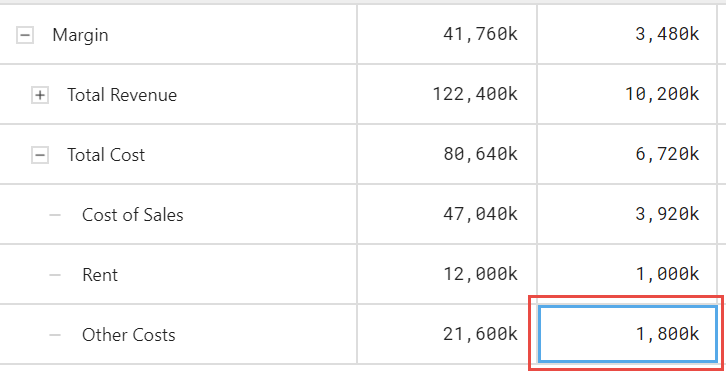 Margin 41,760k 3,480k
Total Revenue 122,400k 10,200k
Total Cost 80,640k 6,720k
Cost of Sales 47,040k 3,920k
Rent 12,000k 1,000k
Other Costs 21,600k 1,800k